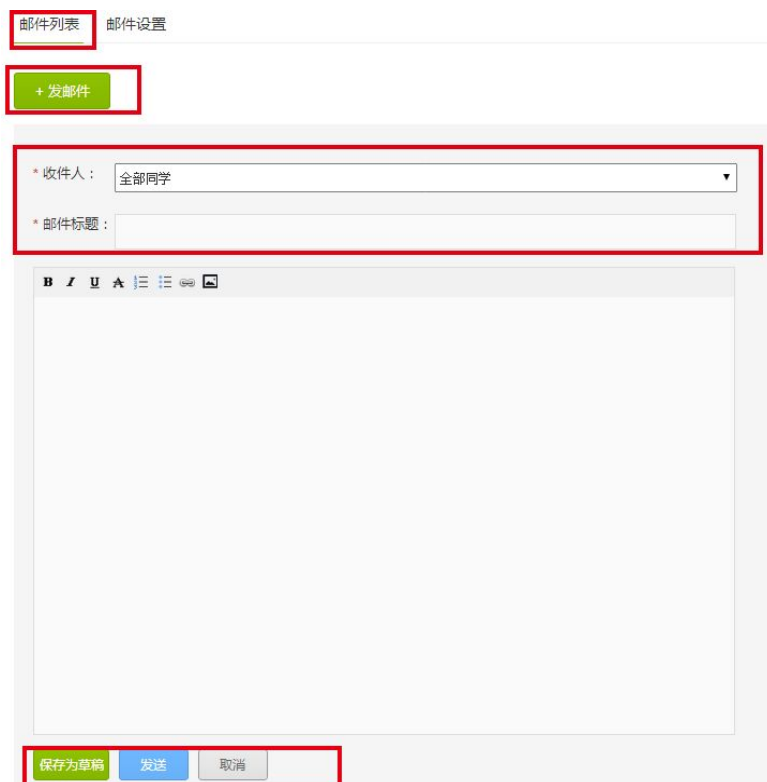 邮件列表 邮件设置
+ 发邮件
* 收件人：
全部同学
* 邮件标题：
B I U A
保存为草稿 发送 取消